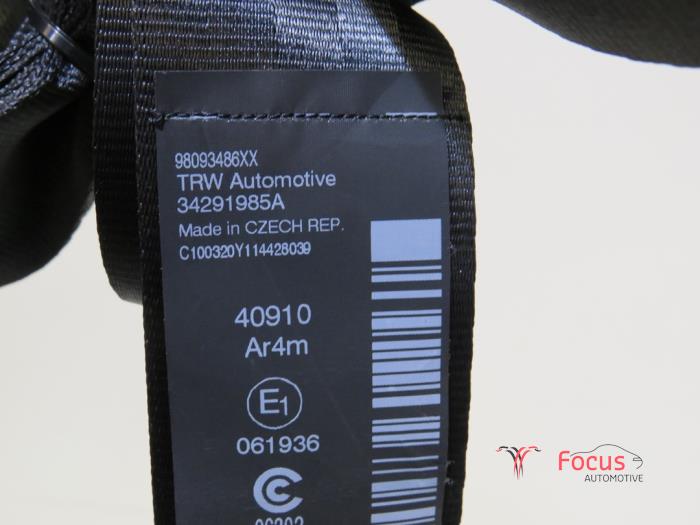 98093486XX
TRW Automotive
34291985A
Made in CZECH REP.
C100320Y114428039
40910
Ar4m
E1
061936
Focus
AUTOMOTIVE